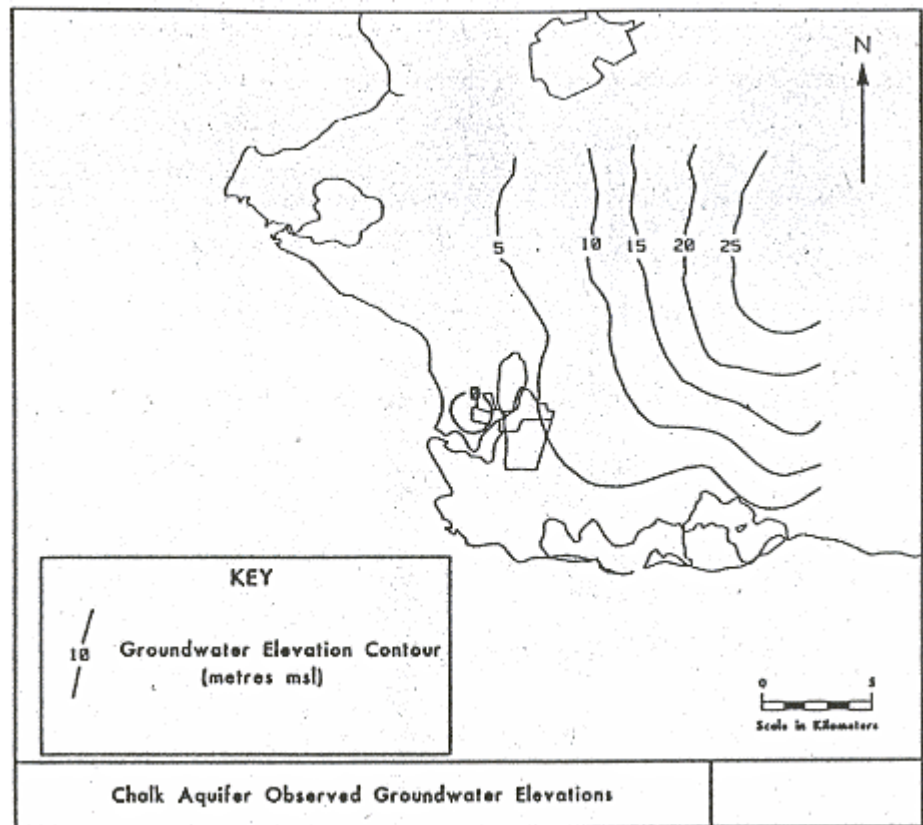 N
5 10 15 20 25
0
KEY
10 Groundwater Elevation Contour
(metres msl)
0 5
Scale in Kilometers
Chalk Aquifer Observed Groundwater Elevations